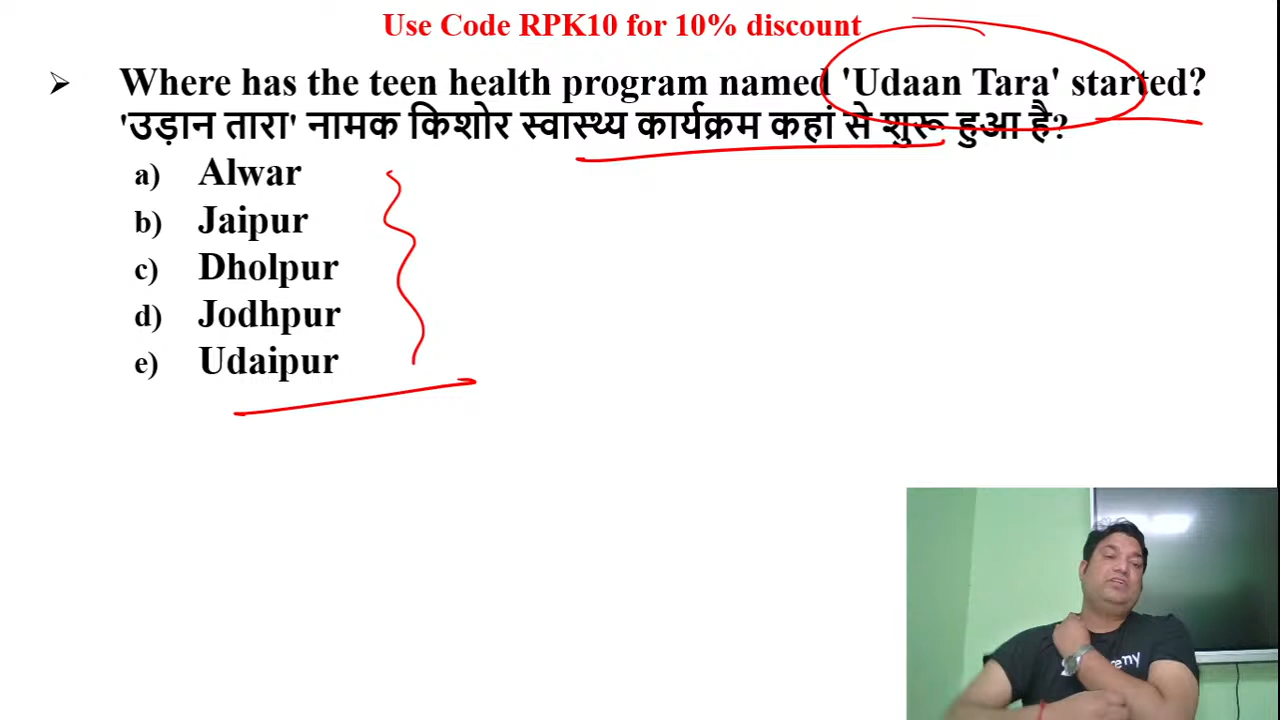 Use Code RPK10 for 10% discount
➢ Where has the teen health program named 'Udaan Tara' started?
'उड़ान तारा' नामक किशोर स्वास्थ्य कार्यक्रम कहां से शुरू हुआ है?
a) Alwar
b) Jaipur
c) Dholpur
d) Jodhpur
e) Udaipur